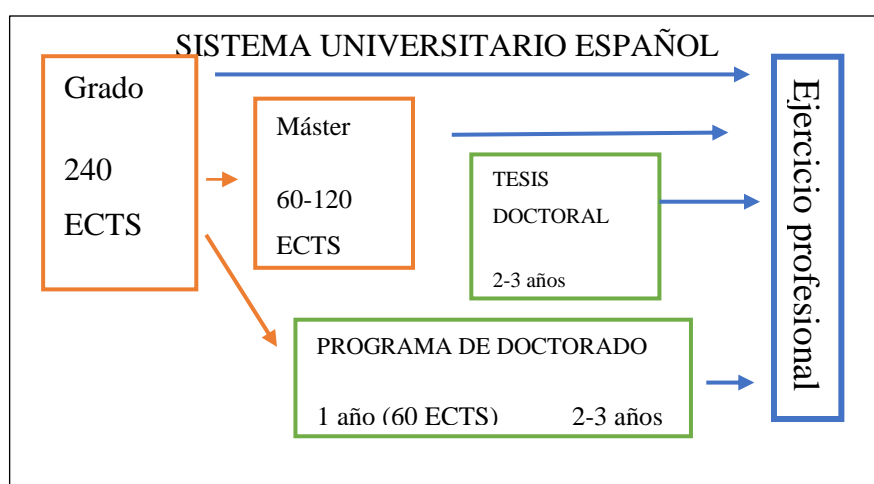 SISTEMA UNIVERSITARIO ESPAÑOL
Grado
240
ECTS
Máster
60-120
ECTS
TESIS
DOCTORAL
2-3 años
PROGRAMA DE DOCTORADO
1 año (60 ECTS) 2-3 años
Ejercicio profesional